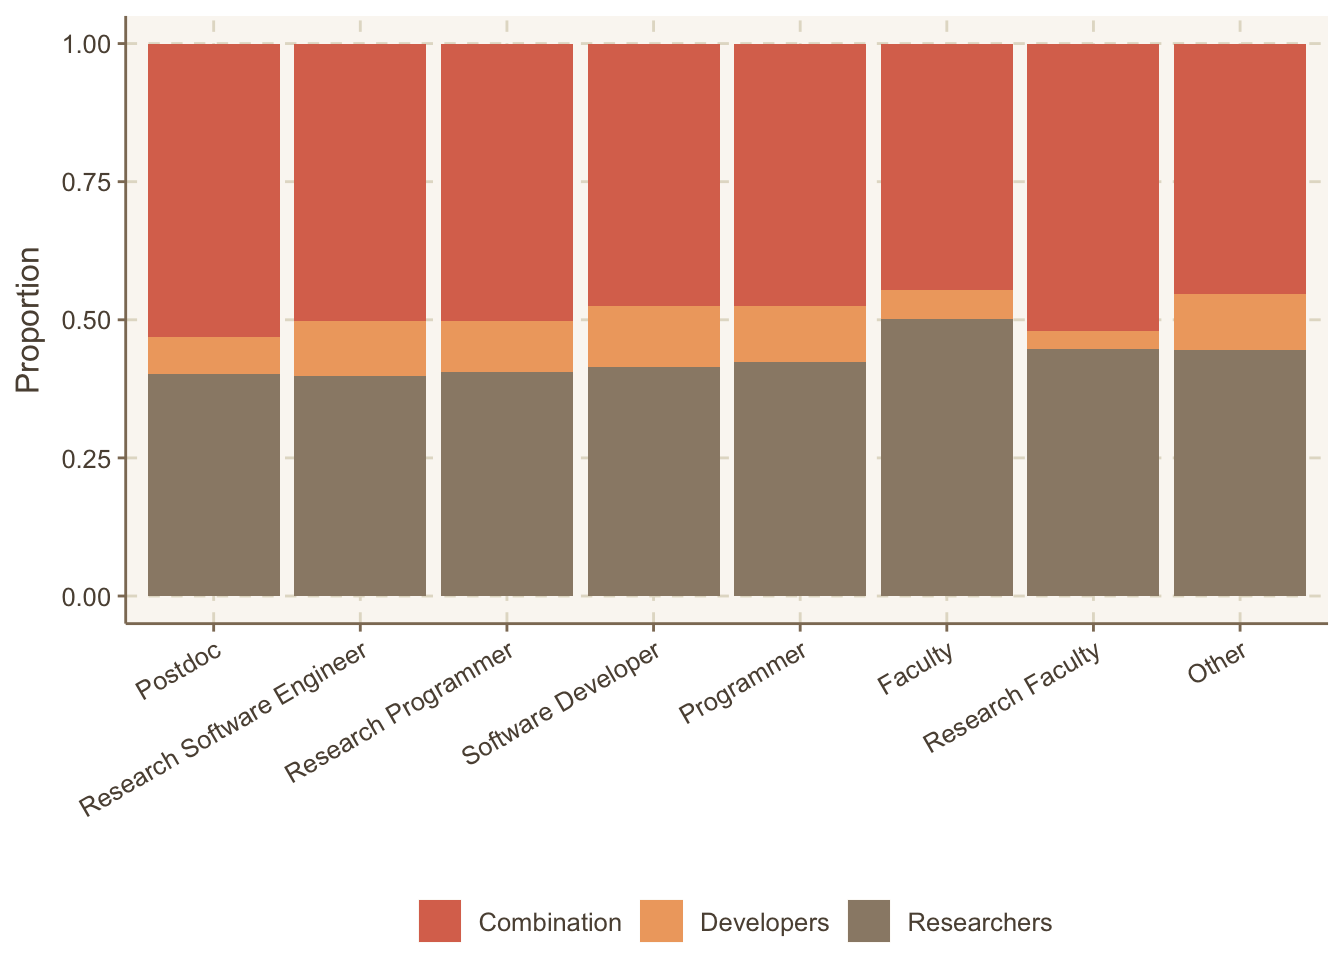 Proportion
1.00
0.75
0.50
0.25
0.00
Postdoc
Research Software Engineer
Research Programmer
Software Developer
Programmer
Faculty
Research Faculty
Other
Combination
Developers
Researchers